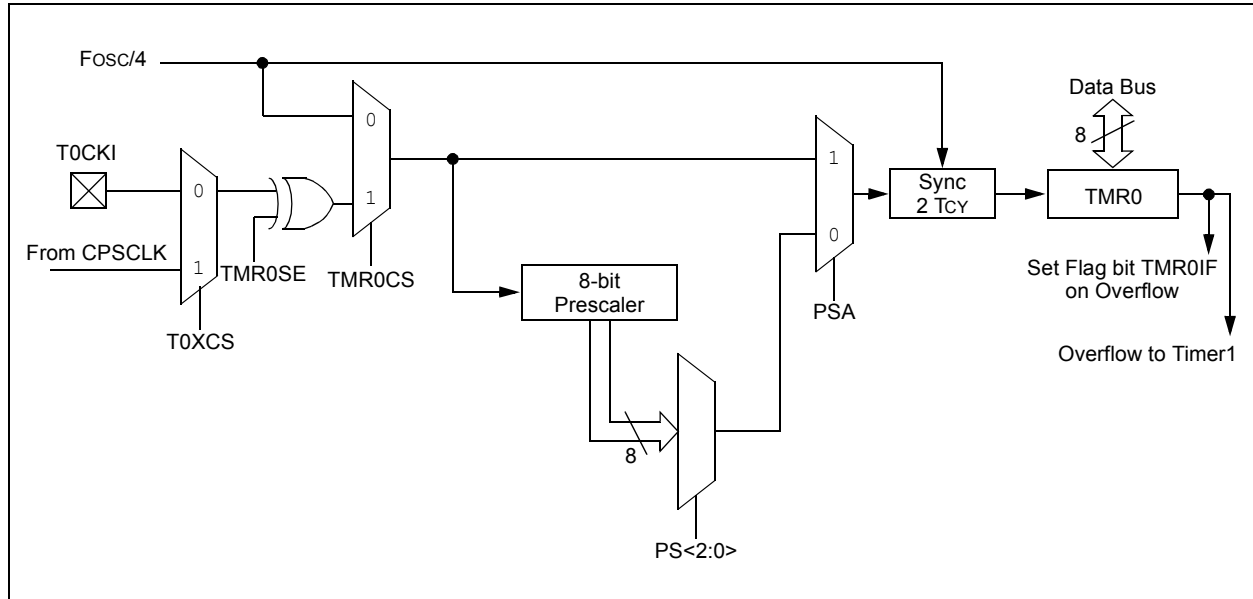 FOSC/4
T0CKI
0
1
From CPSCLK
T0XCS
TMR0SE
0
1
TMR0CS
8-bit
Prescaler
8
PS<2:0>
1
0
PSA
Sync
2 TCY
Data Bus
8
TMR0
Set Flag bit TMR0IF
on Overflow
Overflow to Timer1